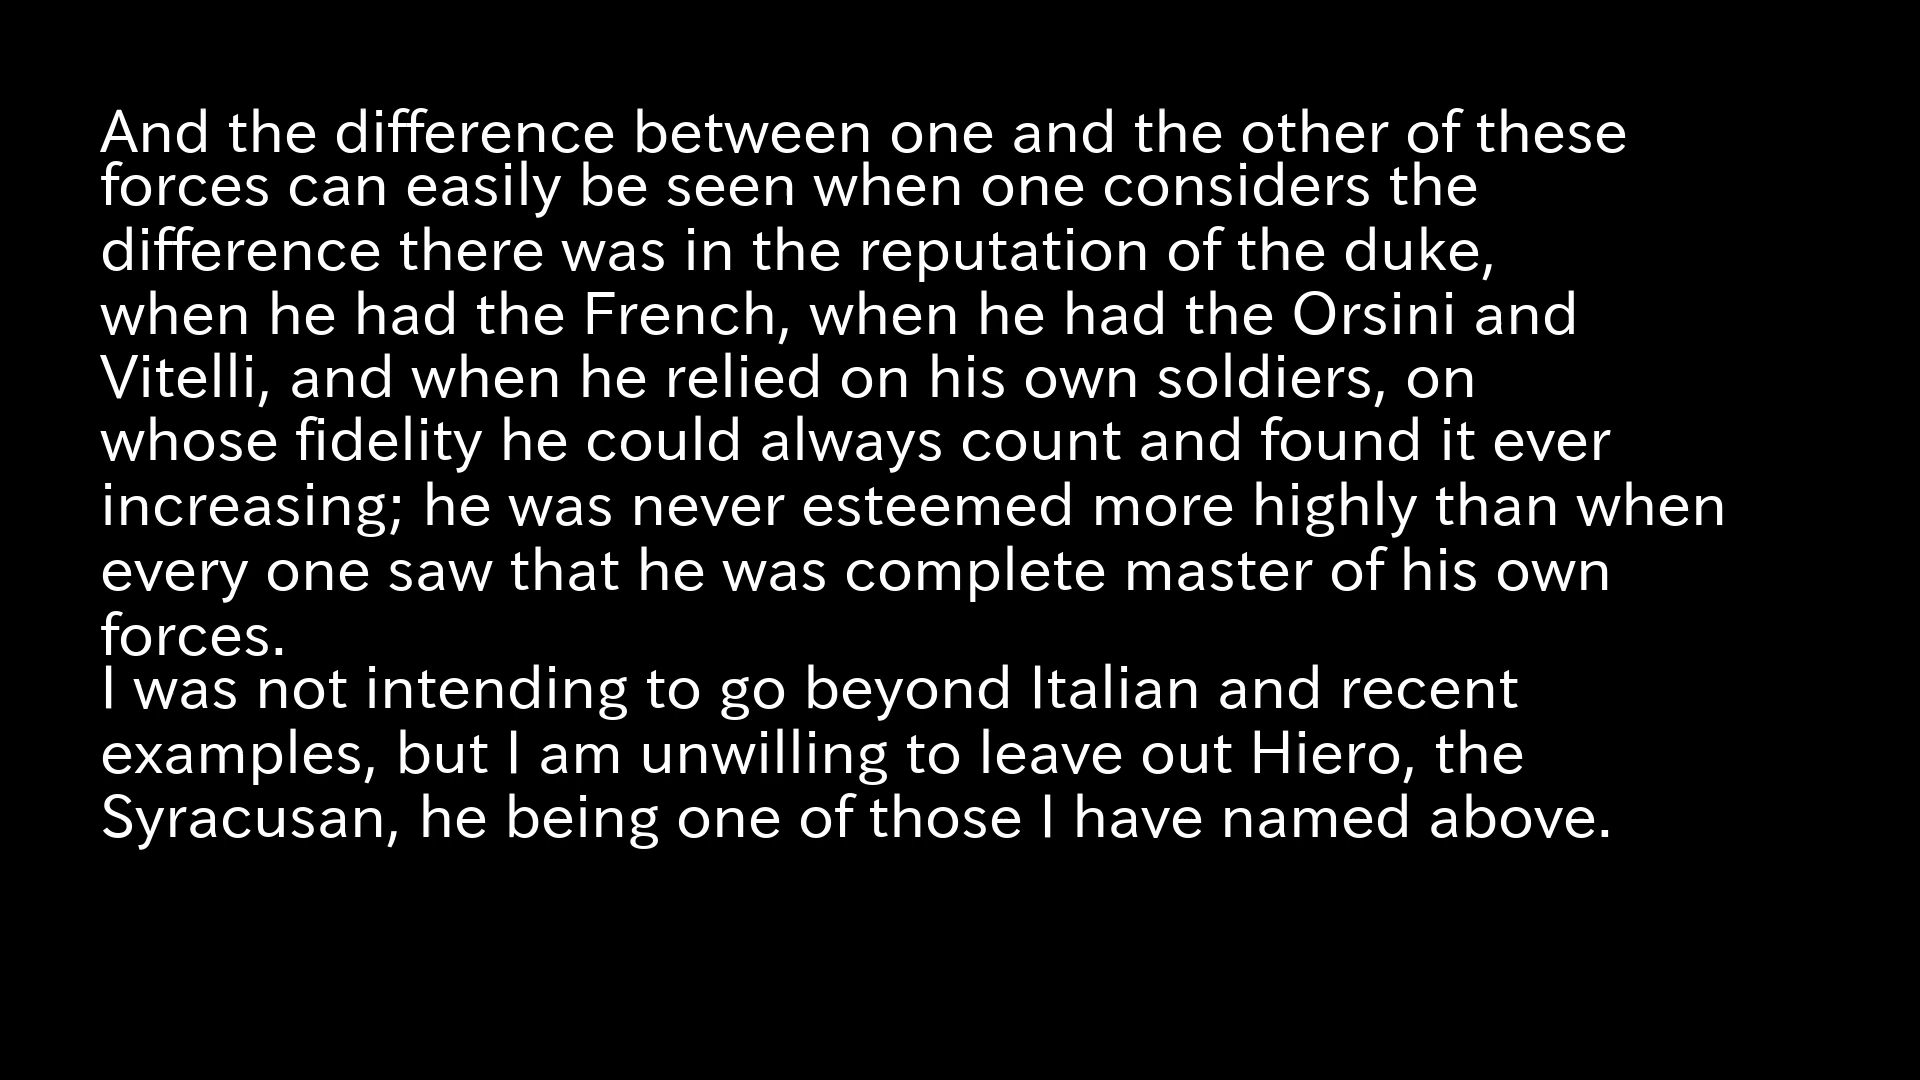 And the difference between one and the other of these
forces can easily be seen when one considers the
difference there was in the reputation of the duke,
when he had the French, when he had the Orsini and
Vitelli, and when he relied on his own soldiers, on
whose fidelity he could always count and found it ever
increasing; he was never esteemed more highly than when
every one saw that he was complete master of his own
forces.
I was not intending to go beyond Italian and recent
examples, but I am unwilling to leave out Hiero, the
Syracusan, he being one of those I have named above.